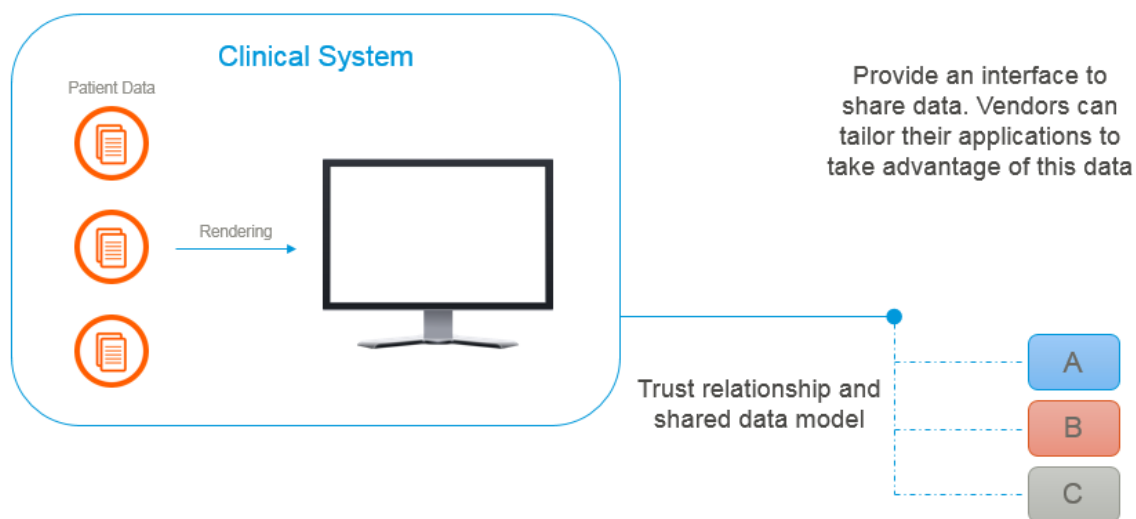 Clinical System
Patient Data
Rendering
Provide an interface to
share data. Vendors can
tailor their applications to
take advantage of this data
Trust relationship and
shared data model
A
B
C